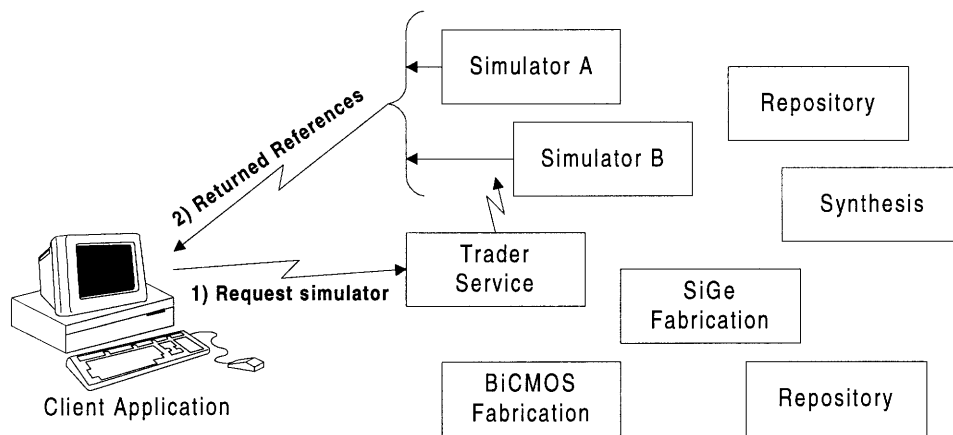 Simulator A
Repository
2) Returned References
Simulator B
Synthesis
Trader
Service
1) Request simulator
SiGe
Fabrication
BiCMOS
Fabrication
Repository
Client Application